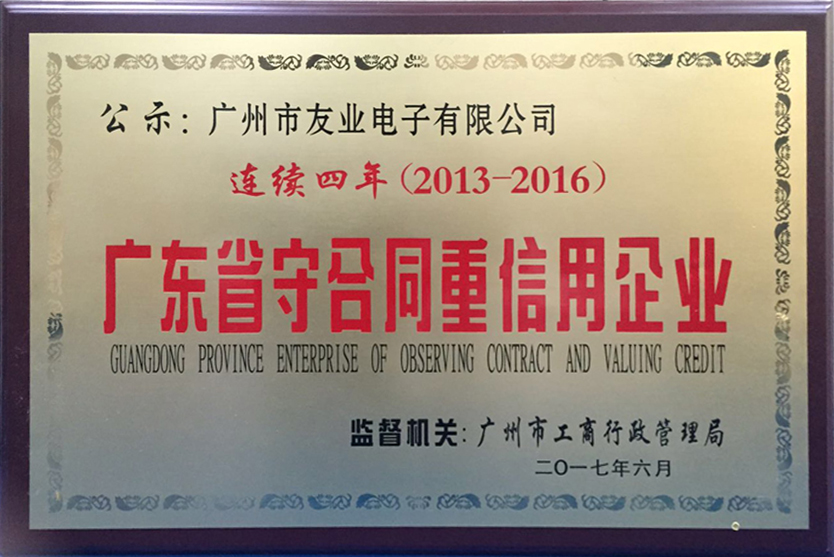 公示：广州市友业电子有限公司
连续四年(2013-2016)
广东省守合同重信用企业
GUANGDONG PROVINCE ENTERPRISE OF OBSERVING CONTRACT AND VALUING CREDIT
监督机关：广州市工商行政管理局
二〇一七年六月